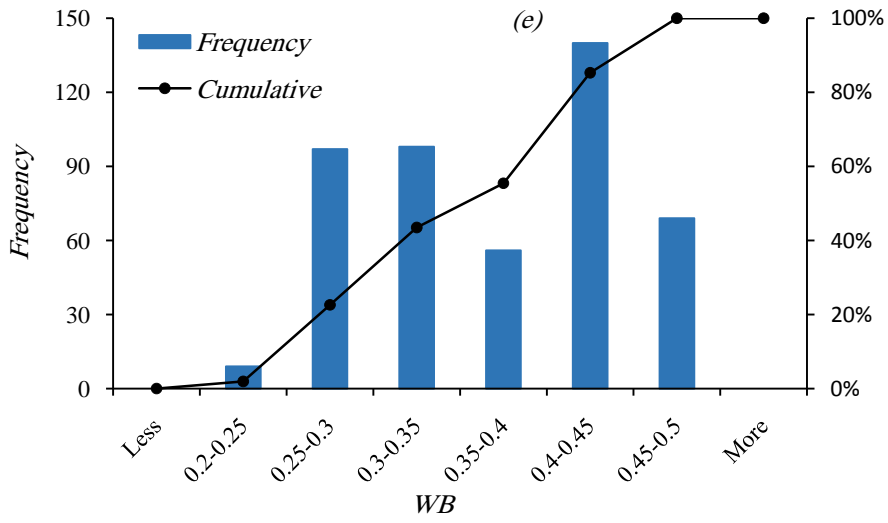 (e)
Frequency
Cumulative
150
120
90
60
30
0
Frequency
100%
80%
60%
40%
20%
0%
Less
0.2-0.25
0.25-0.3
0.3-0.35
0.35-0.4
0.4-0.45
0.45-0.5
More
WB